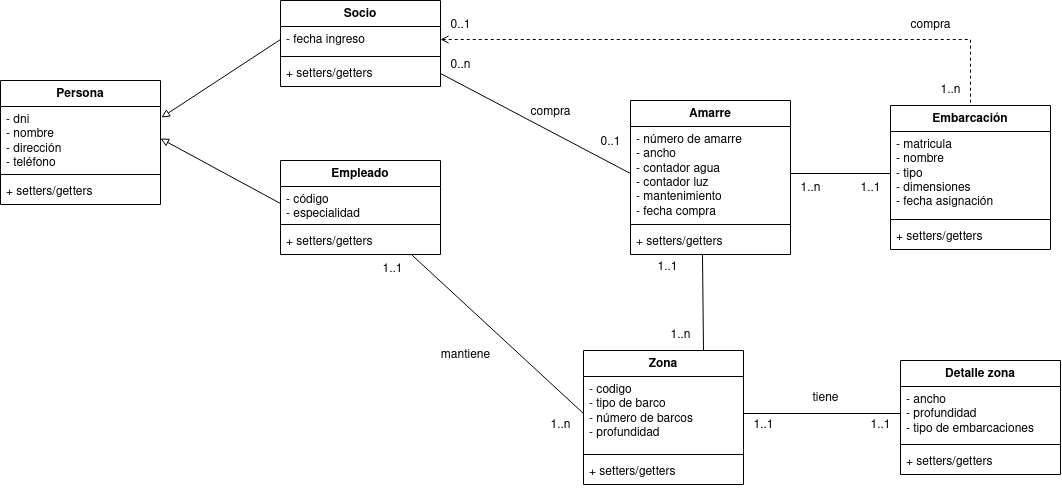 Socio
- fecha ingreso
+ setters/getters
0..1
compra
0..n
1..n
Persona
- dni
- nombre
- dirección
- teléfono
+ setters/getters
compra
0..1
Amarre
- número de amarre
- ancho
- contador agua
- contador luz
- mantenimiento
- fecha compra
+ setters/getters
Embarcación
- matricula
- nombre
- tipo
- dimensiones
- fecha asignación
+ setters/getters
1..n
1..1
Empleado
- código
- especialidad
+ setters/getters
1..1
1..1
1..n
mantiene
1..n
Zona
- codigo
- tipo de barco
- número de barcos
- profundidad
+ setters/getters
tiene
1..1
1..1
Detalle zona
- ancho
- profundidad
- tipo de embarcaciones
+ setters/getters